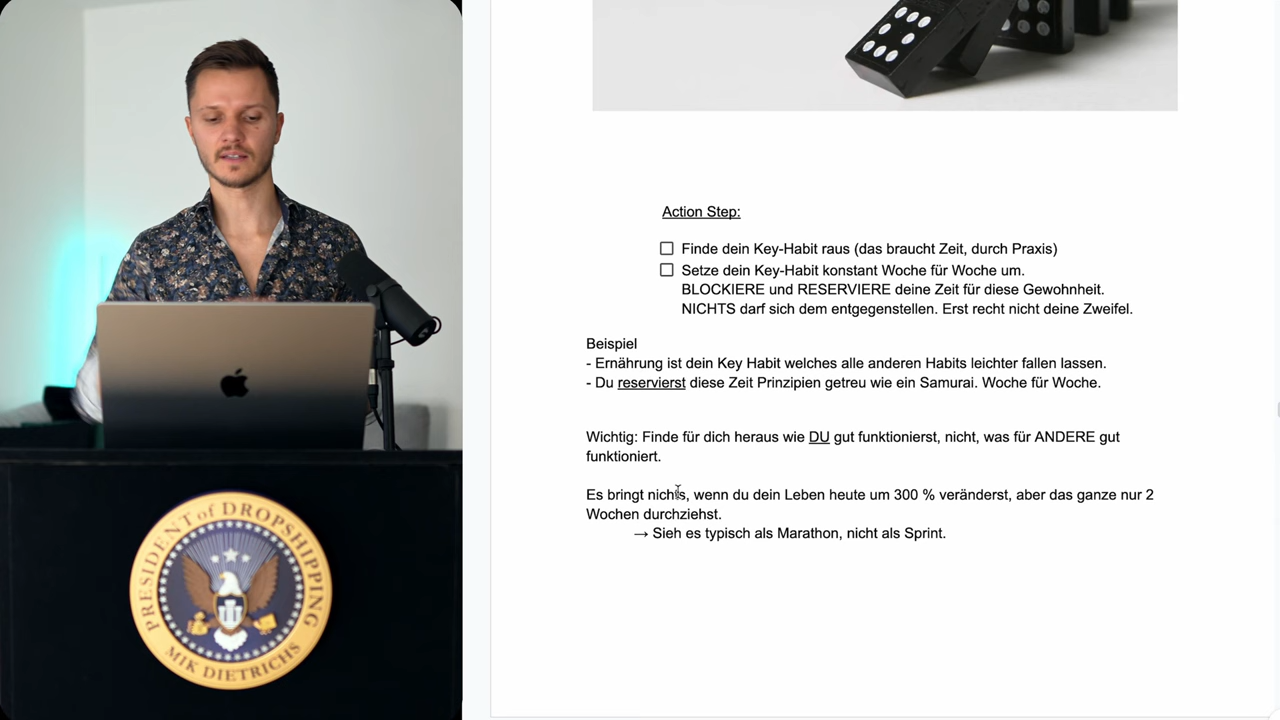 Action Step:
Finde dein Key-Habit raus (das braucht Zeit, durch Praxis)
Setze dein Key-Habit konstant Woche für Woche um.
BLOCKIERE und RESERVIERE deine Zeit für diese Gewohnheit.
NICHTS darf sich dem entgegenstellen. Erst recht nicht deine Zweifel.
Beispiel
- Ernährung ist dein Key Habit welches alle anderen Habits leichter fallen lassen.
- Du reservierst diese Zeit Prinzipien getreu wie ein Samurai. Woche für Woche.
Wichtig: Finde für dich heraus wie DU gut funktionierst, nicht, was für ANDERE gut
funktioniert.
Es bringt nichts, wenn du dein Leben heute um 300 % veränderst, aber das ganze nur 2
Wochen durchziehst.
→ Sieh es typisch als Marathon, nicht als Sprint.
PRESIDENT of DROPSHIPPING
MIK DIETRICHS